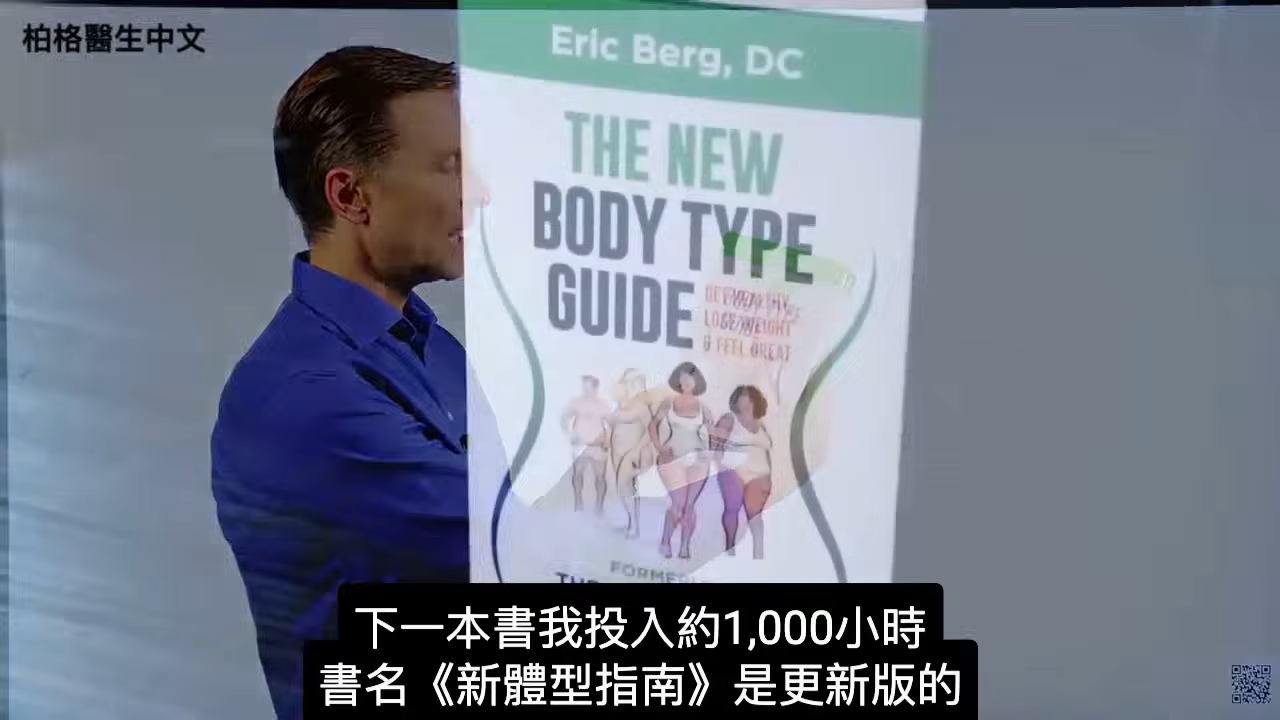 柏格醫生中文
Eric Berg, DC
THE NEW
BODY TYPE
GUIDE
GET HEALTHY
LOSE WEIGHT
& FEEL GREAT
下一本書我投入約1,000小時
書名《新體型指南》是更新版的